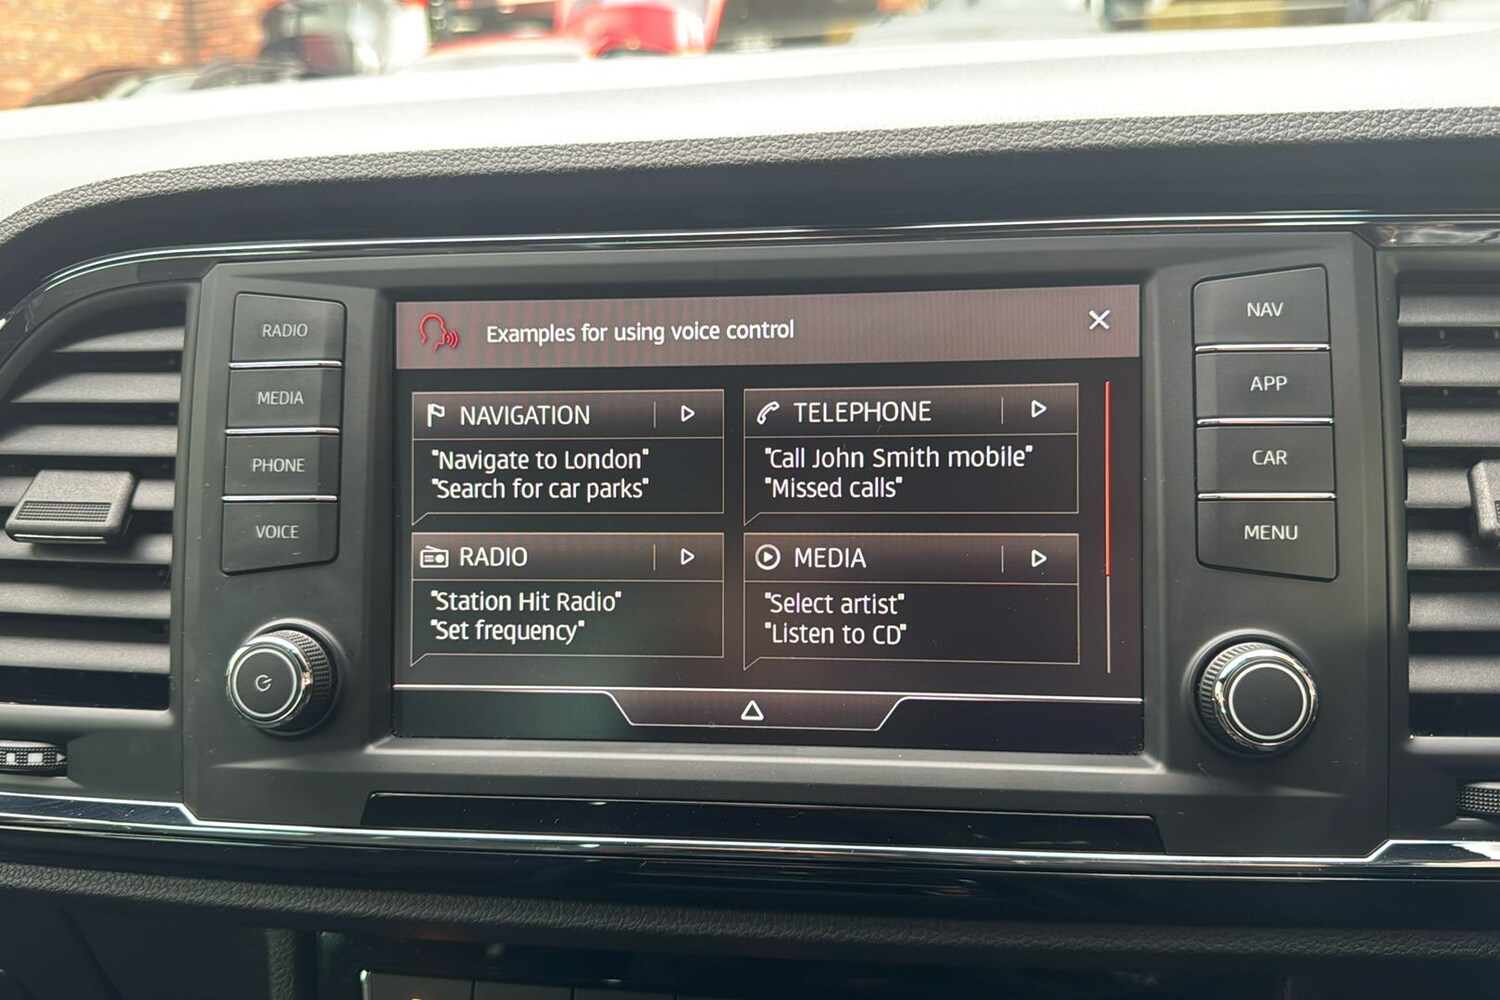 Examples for using voice control
NAVIGATION
"Navigate to London"
"Search for car parks"
TELEPHONE
"Call John Smith mobile"
"Missed calls"
RADIO
"Station Hit Radio"
"Set frequency"
MEDIA
"Select artist"
"Listen to CD"
RADIO
MEDIA
PHONE
VOICE
NAV
APP
CAR
MENU